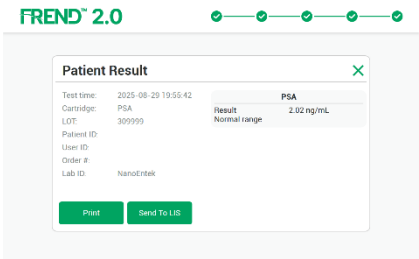 FREND™ 2.0
Patient Result
Test time: 2025-08-29 19:55:42
Cartridge: PSA
LOT: 309999
Patient ID:
User ID:
Order #:
Lab ID: NanoEntek
PSA
Result 2.02 ng/mL
Normal range
Print Send To LIS